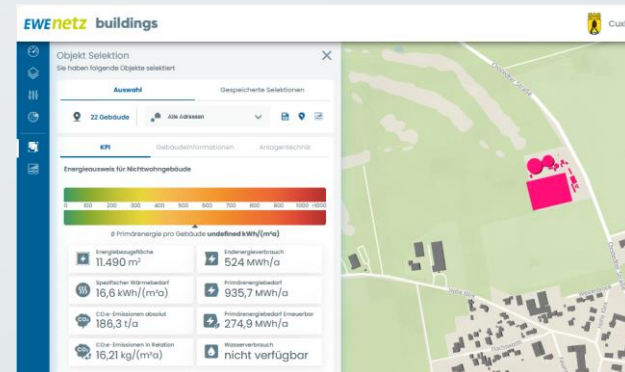 EWE netz buildings
Cux
Objekt Selektion
Sie haben folgende Objekte selektiert
Auswahl
Gespeicherte Selektionen
22 Gebäude
Alle Adressen
KPI
Gebäudeinformationen
Anlagentechnik
Energieausweis für Nichtwohngebäude
0 100 200 300 400 500 600 700 800 900 1000 >1000
Ø Primärenergie pro Gebäude undefined kWh/(m²a)
Energiebezugsfläche
11.490 m²
Endenergieverbrauch
524 MWh/a
Spezifischer Wärmebedarf
16,6 kWh/(m²a)
Primärenergiebedarf
935,7 MWh/a
CO₂e-Emissionen absolut
186,3 t/a
Primärenergiebedarf Erneuerbar
274,9 MWh/a
CO₂e-Emissionen in Relation
16,21 kg/(m²a)
Wasserverbrauch
nicht verfügbar